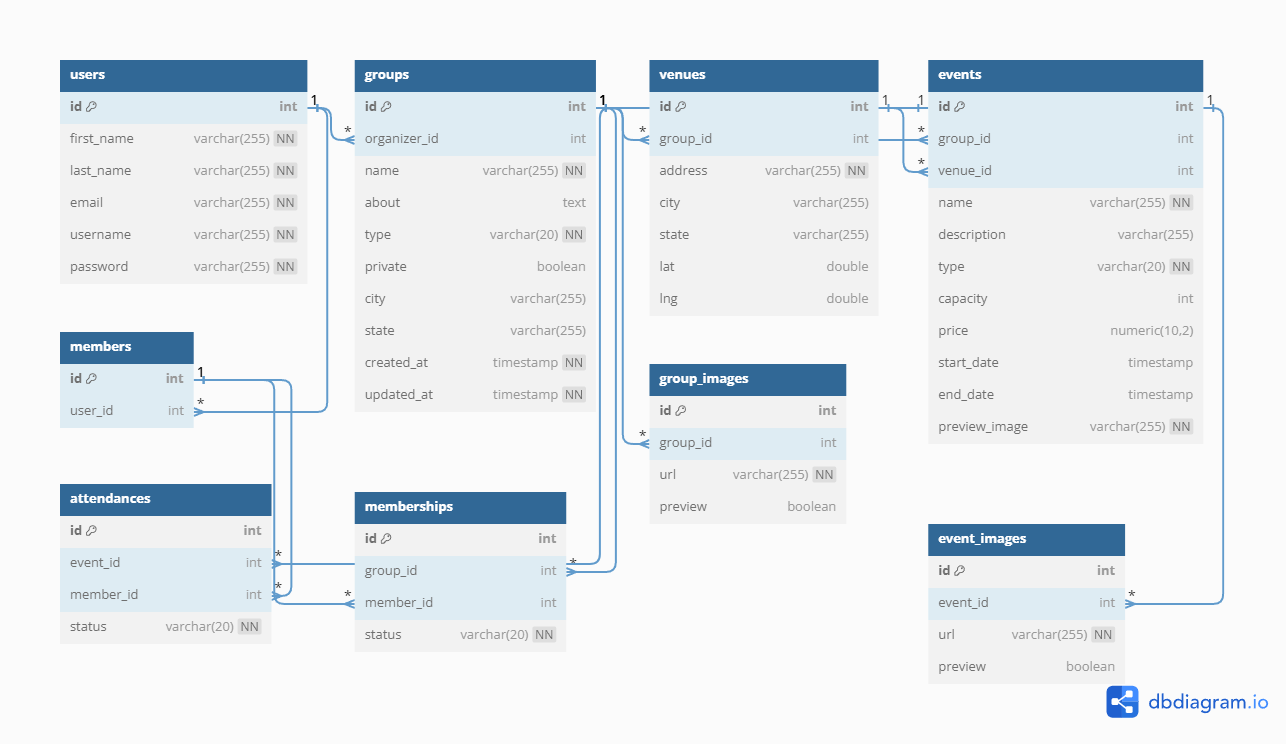 users
id int
first_name varchar(255) NN
last_name varchar(255) NN
email varchar(255) NN
username varchar(255) NN
password varchar(255) NN
groups
id int
organizer_id int
name varchar(255) NN
about text
type varchar(20) NN
private boolean
city varchar(255)
state varchar(255)
created_at timestamp NN
updated_at timestamp NN
venues
id int
group_id int
address varchar(255) NN
city varchar(255)
state varchar(255)
lat double
lng double
events
id int
group_id int
venue_id int
name varchar(255) NN
description varchar(255)
type varchar(20) NN
capacity int
price numeric(10,2)
start_date timestamp
end_date timestamp
preview_image varchar(255) NN
members
id int
user_id int
group_images
id int
group_id int
url varchar(255) NN
preview boolean
attendances
id int
event_id int
member_id int
status varchar(20) NN
memberships
id int
group_id int
member_id int
status varchar(20) NN
event_images
id int
event_id int
url varchar(255) NN
preview boolean
1
*
1
*
1
1
*
*
1
1
*
*
*
*
*
*
*
dbdiagram.io